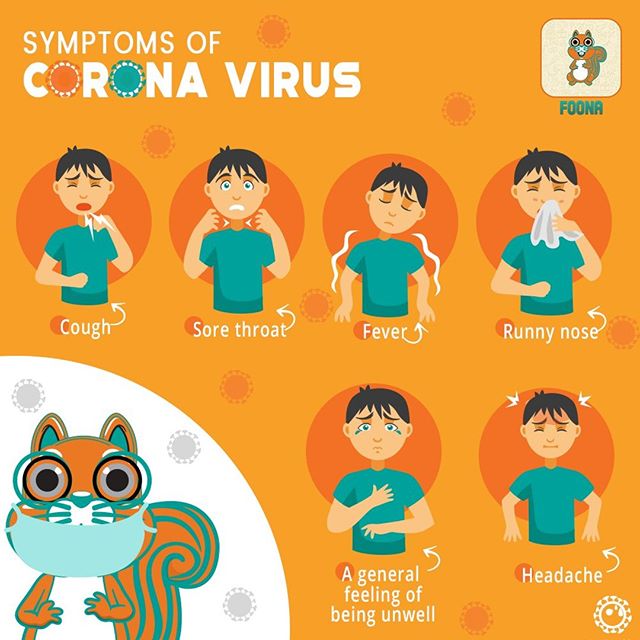 SYMPTOMS OF
CORONA VIRUS
FOONA
Cough
Sore throat
Fever
Runny nose
A general
feeling of
being unwell
Headache